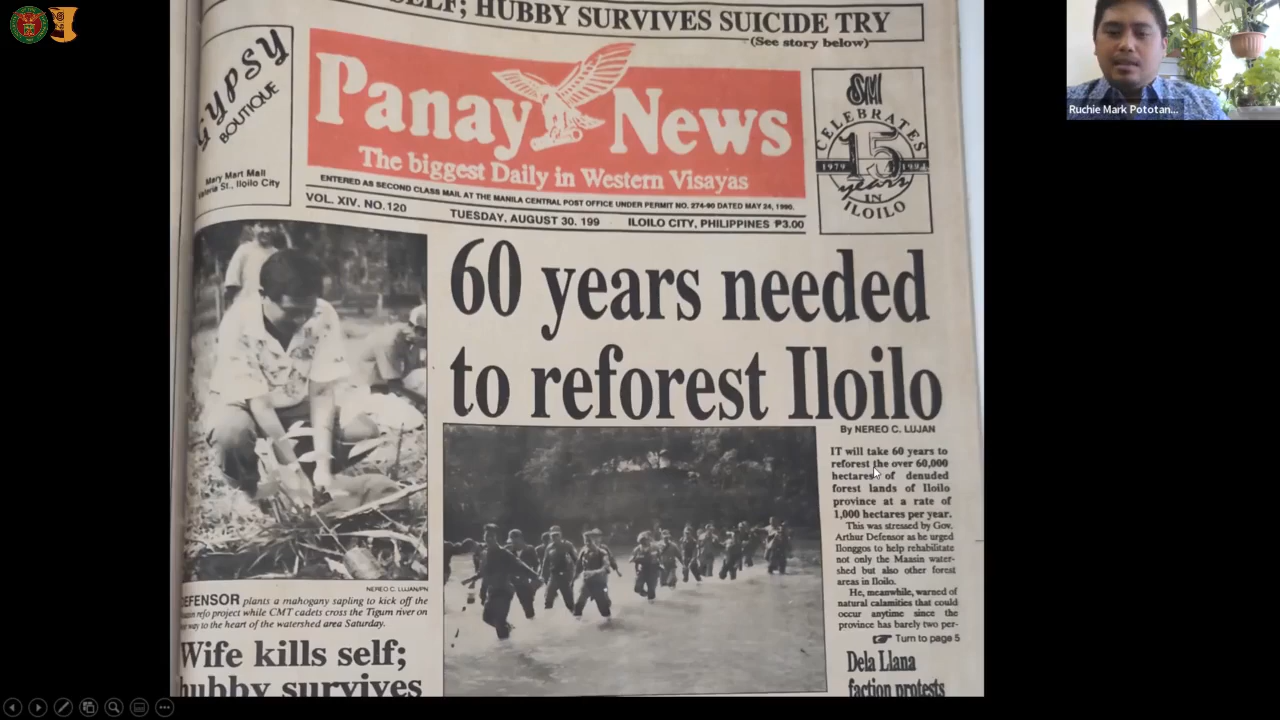 SELF; HUBBY SURVIVES SUICIDE TRY
(See story below)
GYPSY
BOUTIQUE
Mary Mart Mall
St., Iloilo City
Panay News
The biggest Daily in Western Visayas
ENTERED AS SECOND CLASS MAIL AT THE MANILA CENTRAL POST OFFICE UNDER PERMIT NO. 274-90 DATED MAY 24, 1990.
VOL. XIV. NO.120
TUESDAY, AUGUST 30. 199
ILOILO CITY, PHILIPPINES ₱3.00
SM
CELEBRATES
15
1979 1994
years
IN
ILOILO
Ruchie Mark Pototan...
60 years needed
to reforest Iloilo
By NEREO C. LUJAN
IT will take 60 years to
reforest the over 60,000
hectares of denuded
forest lands of Iloilo
province at a rate of
1,000 hectares per year.
This was stressed by Gov.
Arthur Defensor as he urged
Ilonggos to help rehabilitate
not only the Maasin water-
shed but also other forest
areas in Iloilo.
He, meanwhile, warned of
natural calamities that could
occur anytime since the
province has barely two per-
Turn to page 5
NEREO C. LUJAN/PN
DEFENSOR plants a mahogany sapling to kick off the
refo project while CMT cadets cross the Tigum river on
way to the heart of the watershed area Saturday.
Wife kills self;
hubby survives
Dela Llana
faction protests